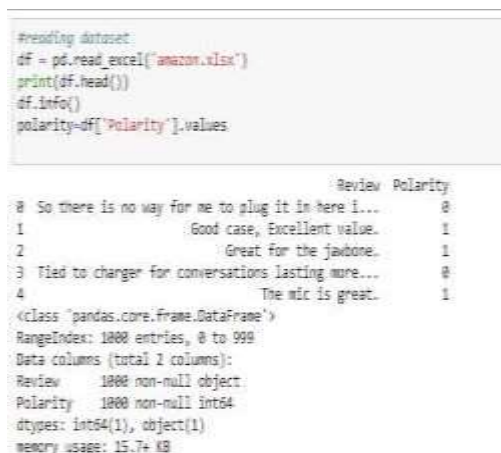 #reading dataset
df = pd.read_excel('amazon.xlsx')
print(df.head())
df.info()
polarity=df['Polarity'].values
Review Polarity
0 So there is no way for me to plug it in here i... 0
1 Good case, Excellent value. 1
2 Great for the jawbone. 1
3 Tied to charger for conversations lasting more... 0
4 The mic is great. 1
<class 'pandas.core.frame.DataFrame'>
RangeIndex: 1000 entries, 0 to 999
Data columns (total 2 columns):
Review 1000 non-null object
Polarity 1000 non-null int64
dtypes: int64(1), object(1)
memory usage: 15.7+ KB